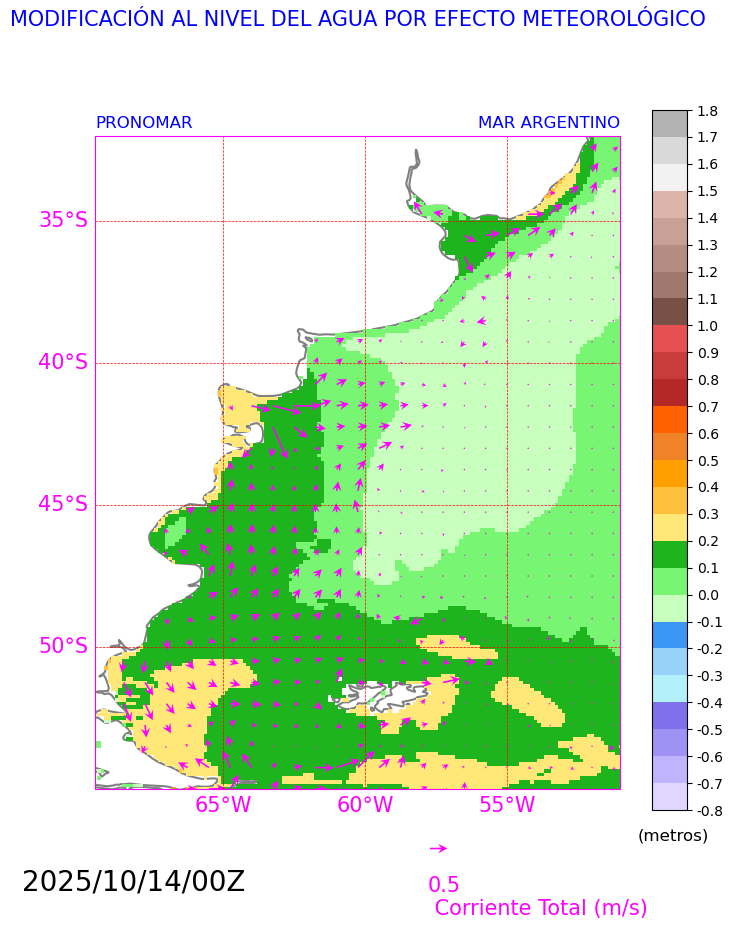 MODIFICACIÓN AL NIVEL DEL AGUA POR EFECTO METEOROLÓGICO
PRONOMAR MAR ARGENTINO
35°S
40°S
45°S
50°S
65°W 60°W 55°W
1.8
1.7
1.6
1.5
1.4
1.3
1.2
1.1
1.0
0.9
0.8
0.7
0.6
0.5
0.4
0.3
0.2
0.1
0.0
-0.1
-0.2
-0.3
-0.4
-0.5
-0.6
-0.7
-0.8
(metros)
2025/10/14/00Z
0.5
Corriente Total (m/s)